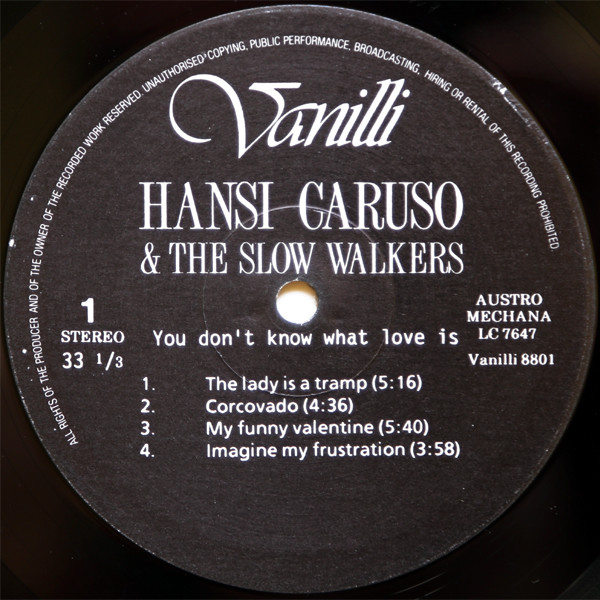 ALL RIGHTS OF THE PRODUCER AND OF THE OWNER OF THE RECORDED WORK RESERVED. UNAUTHORISED COPYING, PUBLIC PERFORMANCE, BROADCASTING, HIRING OR RENTAL OF THIS RECORDING PROHIBITED.
Vanilli
HANSI CARUSO
& THE SLOW WALKERS
1
STEREO
33 1/3
You don't know what love is
AUSTRO
MECHANA
LC 7647
Vanilli 8801
1. The lady is a tramp (5:16)
2. Corcovado (4:36)
3. My funny valentine (5:40)
4. Imagine my frustration (3:58)